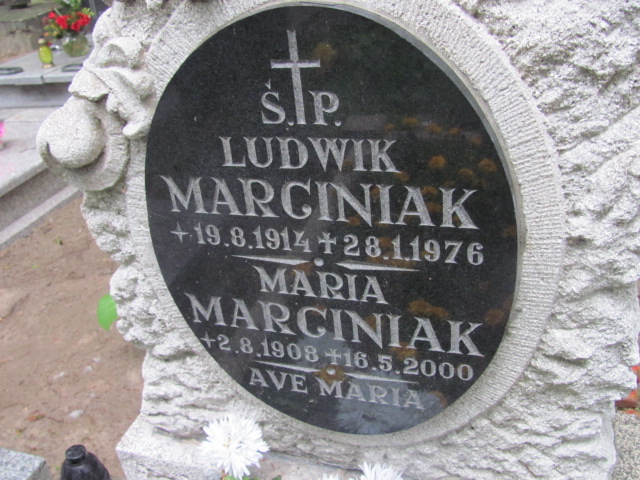 Ś.P.
LUDWIK
MARCINIAK
+19.8.1914 +28.1.1976
MARIA
MARCINIAK
+2.8.1908 +16.5.2000
AVE MARIA